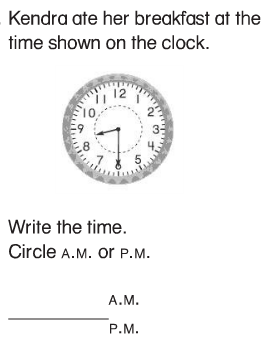 Kendra ate her breakfast at the
time shown on the clock.
11 12 1
10 2
9 3
8 4
7 6 5
Write the time.
Circle A.M. or P.M.
A.M.
P.M.